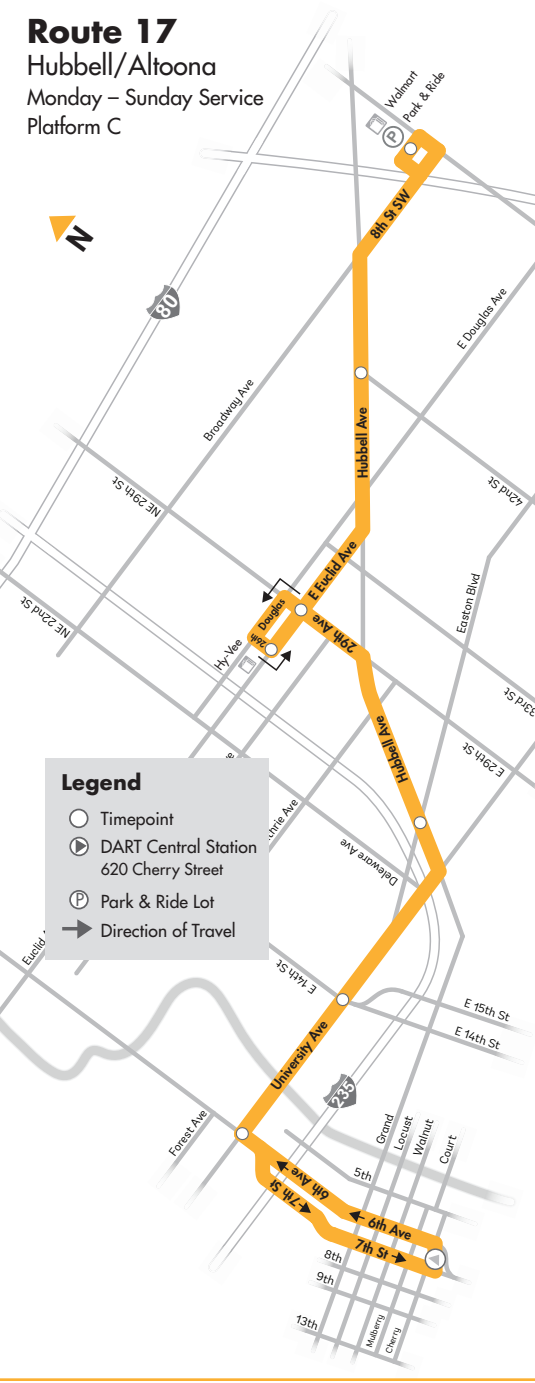 Route 17
Hubbell/Altoona
Monday – Sunday Service
Platform C
Walmart
Park & Ride
P
N
8th St SW
80
E Douglas Ave
Broadway Ave
Hubbell Ave
42nd St
NE 29th St
E Euclid Ave
Easton Blvd
Douglas
29th Ave
26th
NE 22nd St
Hy-Vee
33rd St
E 29th St
Hubbell Ave
Legend
Timepoint
DART Central Station
620 Cherry Street
P
Park & Ride Lot
Direction of Travel
Deleware Ave
Euclid
E 14th St
E 15th St
E 14th St
University Ave
235
Forest Ave
Grand
Locust
Walnut
Court
5th
6th Ave
7th St
6th Ave
7th St
8th
9th
13th
Mulberry
Cherry